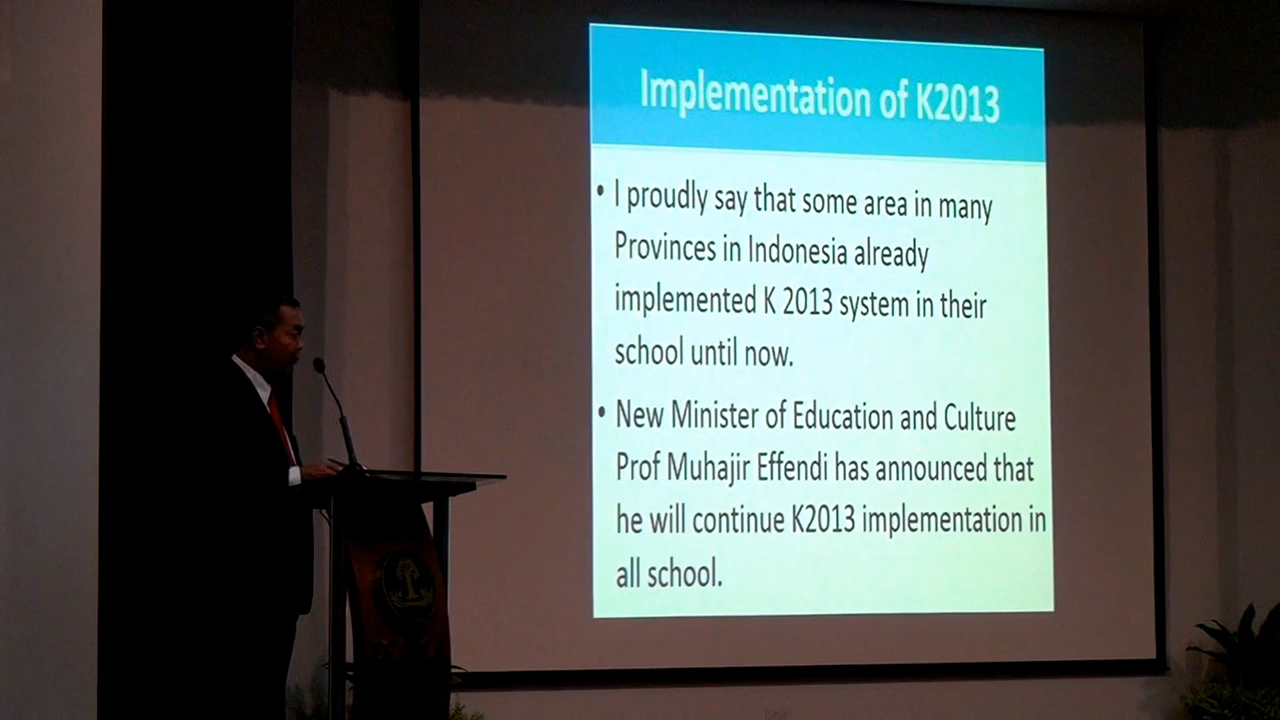 Implementation of K2013
• I proudly say that some area in many
Provinces in Indonesia already
implemented K 2013 system in their
school until now.
• New Minister of Education and Culture
Prof Muhajir Effendi has announced that
he will continue K2013 implementation in
all school.